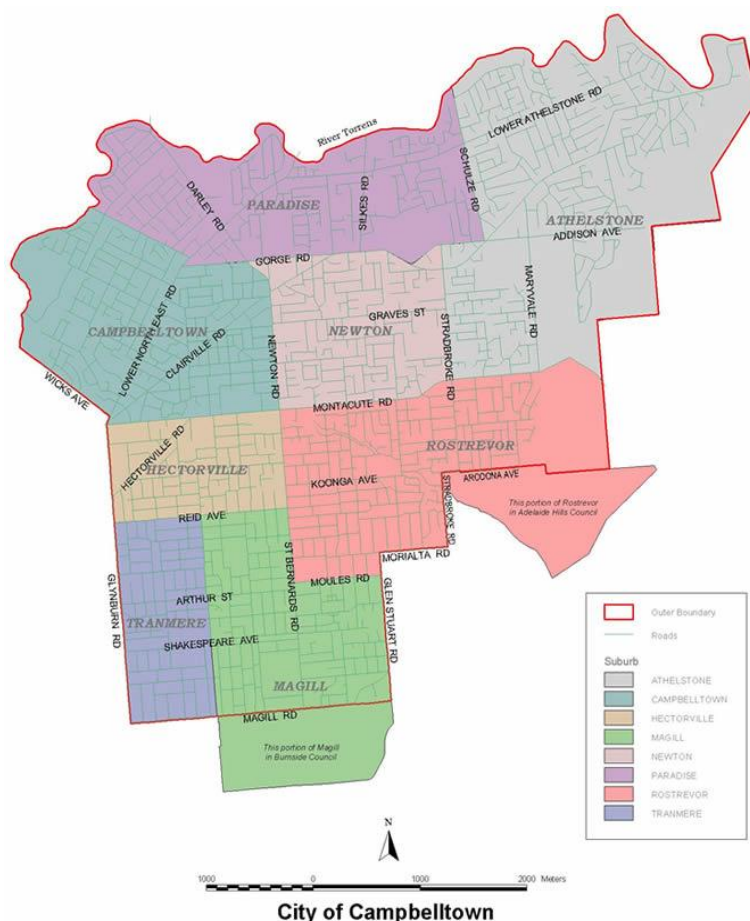 River Torrens
LOWER ATHELSTONE RD
DARLEY RD
PARADISE
SILKES RD
SCHULZE RD
ATHELSTONE
ADDISON AVE
GORGE RD
LOWER NORTH EAST RD
CAMPBELLTOWN
CLAIRVILLE RD
NEWTON RD
GRAVES ST
NEWTON
STRADBROKE RD
MARYVALE RD
WICKS AVE
MONTACUTE RD
HECTORVILLE RD
HECTORVILLE
ROSTREVOR
KOONGA AVE
ARCOONA AVE
STRADBROKE RD
This portion of Rostrevor
in Adelaide Hills Council
REID AVE
ST BERNARDS RD
MORIALTA RD
MOULES RD
GLYNBURN RD
ARTHUR ST
TRANMERE
SHAKESPEARE AVE
GLEN STUART RD
MAGILL
MAGILL RD
This portion of Magill
in Burnside Council
Outer Boundary
Roads
Suburb
ATHELSTONE
CAMPBELLTOWN
HECTORVILLE
MAGILL
NEWTON
PARADISE
ROSTREVOR
TRANMERE
N
1000 0 1000 2000 Meters
City of Campbelltown